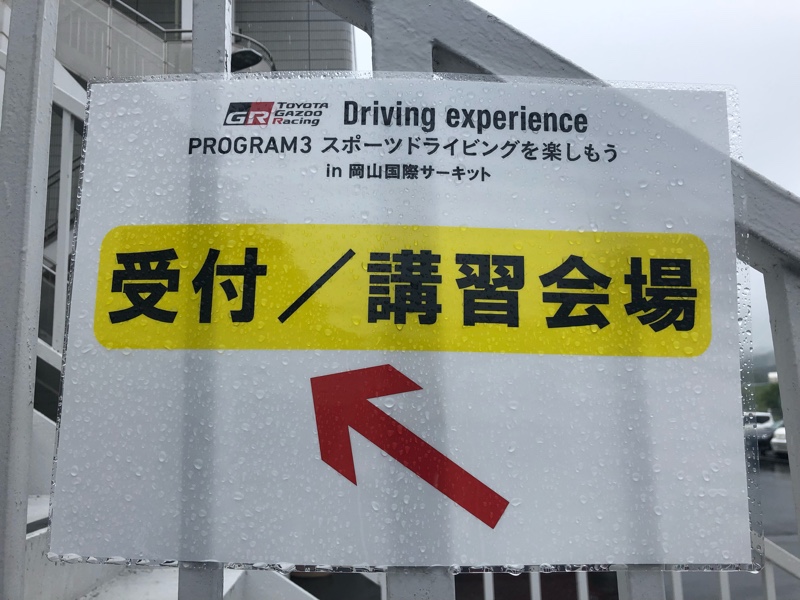 GR TOYOTA GAZOO Racing Driving experience
PROGRAM3 スポーツドライビングを楽しもう
in 岡山国際サーキット
受付／講習会場